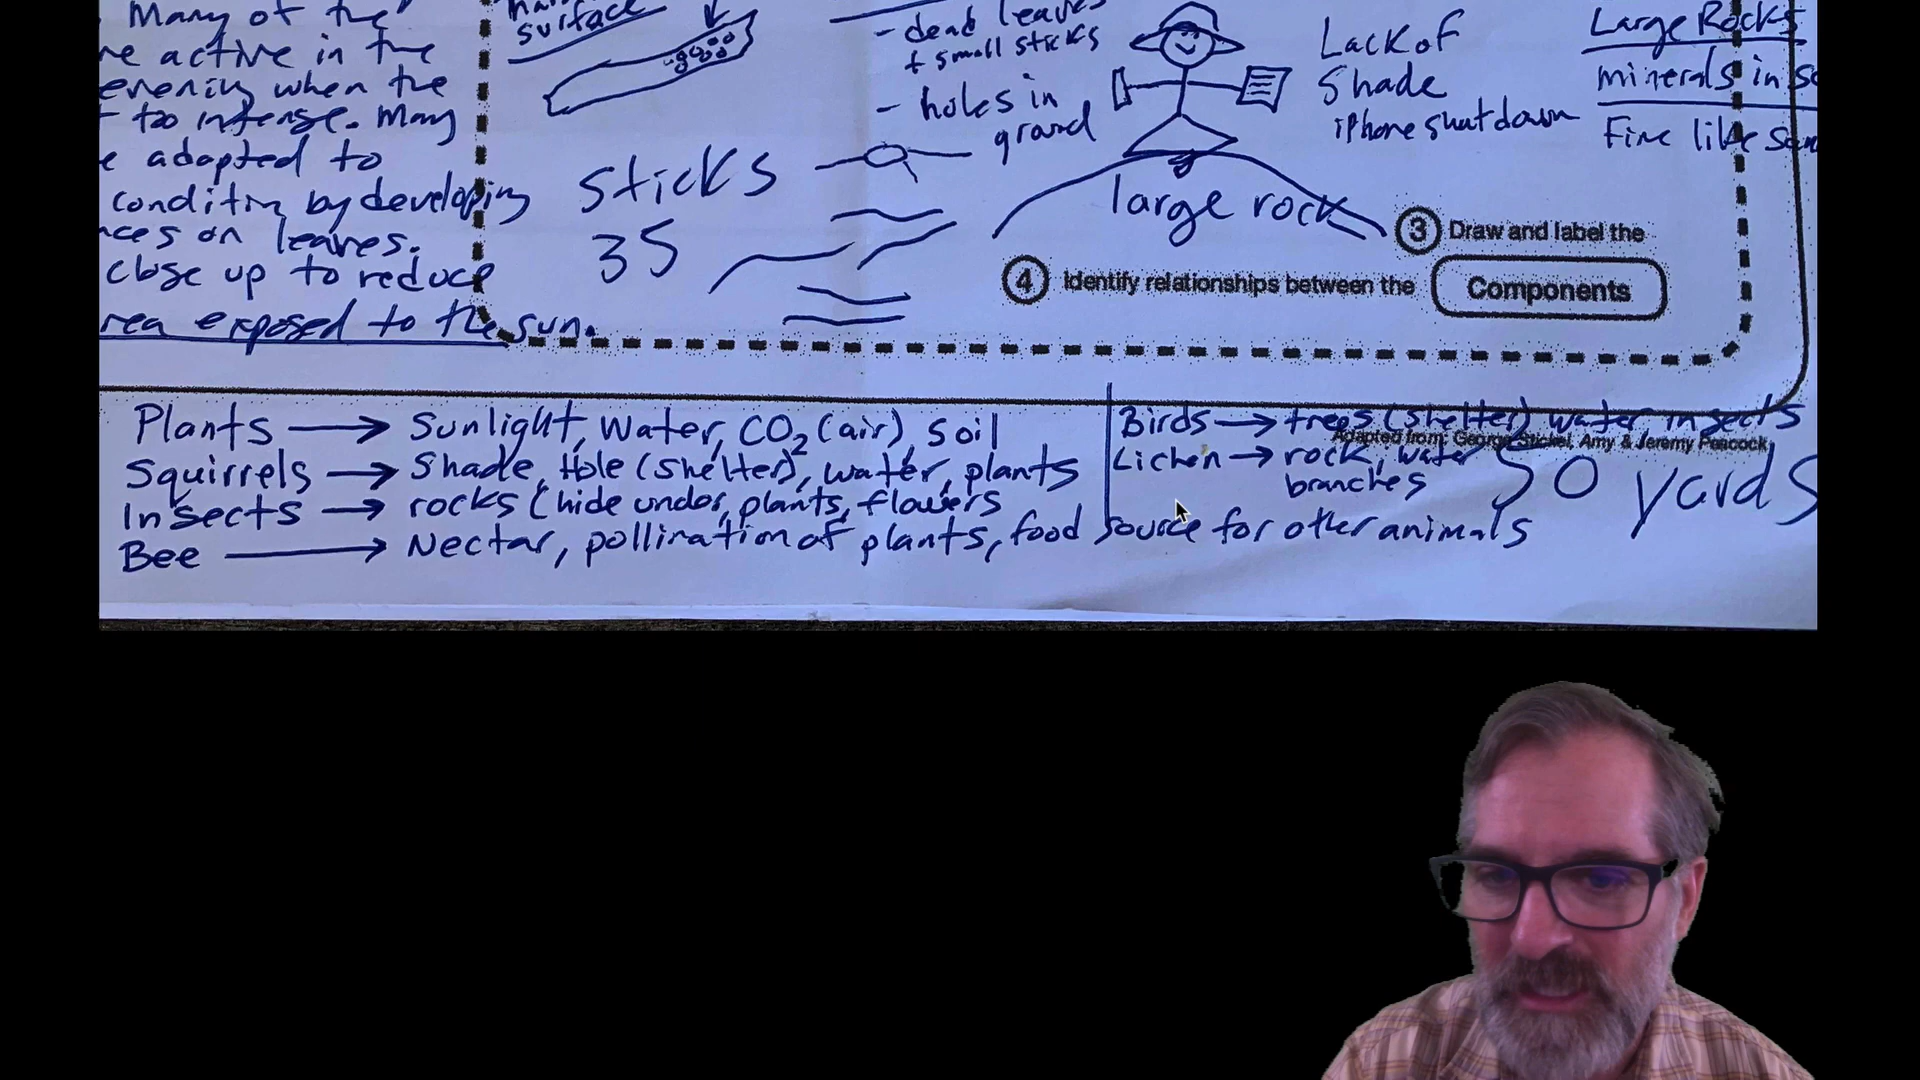 . Many of the
re active in the
evening when the
too intense. Many
e adapted to
condition by developing
nces on leaves.
close up to reduce
rea exposed to the sun.
surface
sticks
35
- dead leaves
+ small sticks
- holes in
ground
large rock
Lack of
Shade
iPhone shutdown
Large Rocks
minerals in so
Fine like san
3 Draw and label the
4 Identify relationships between the
Components
Plants → Sunlight, Water, CO2 (air), Soil
Squirrels → Shade, Hole (shelter), water, plants
Insects → rocks (hide under, plants, flowers
Bee → Nectar, pollination of plants, food source for other animals
Birds → trees (shelter) water, insects
Adapted from: George Stickel, Amy & Jeremy Peacock
Lichen → rock, water
branches
50 yards